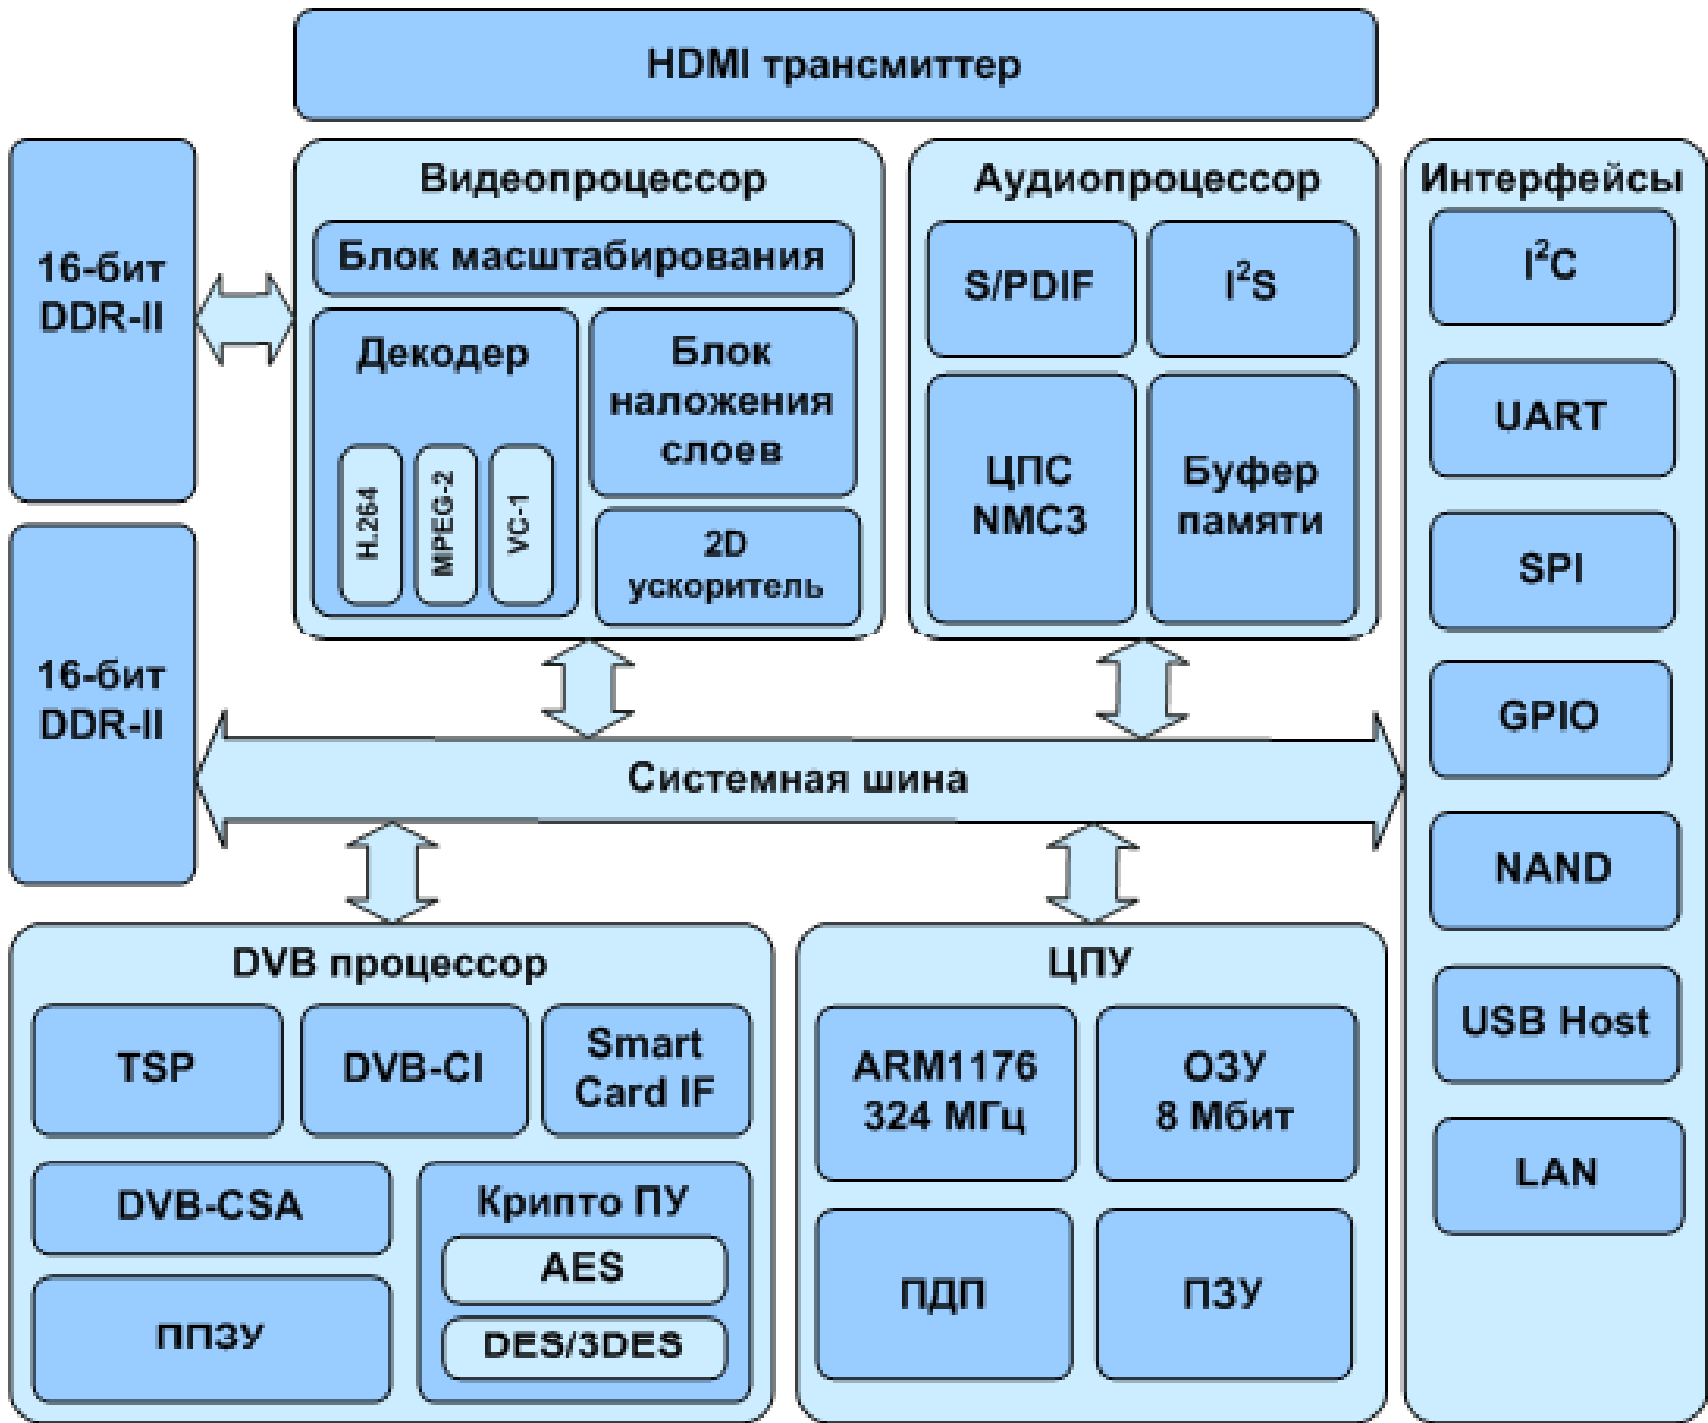 HDMI трансмиттер
16-бит
DDR-II
16-бит
DDR-II
Видеопроцессор
Блок масштабирования
Декодер
H.264
MPEG-2
VC-1
Блок
наложения
слоев
2D
ускоритель
Аудиопроцессор
S/PDIF
I²S
ЦПС
NMC3
Буфер
памяти
Интерфейсы
I²C
UART
SPI
GPIO
NAND
USB Host
LAN
Системная шина
DVB процессор
TSP
DVB-CI
Smart
Card IF
DVB-CSA
ППЗУ
Крипто ПУ
AES
DES/3DES
ЦПУ
ARM1176
324 МГц
ОЗУ
8 Мбит
ПДП
ПЗУ